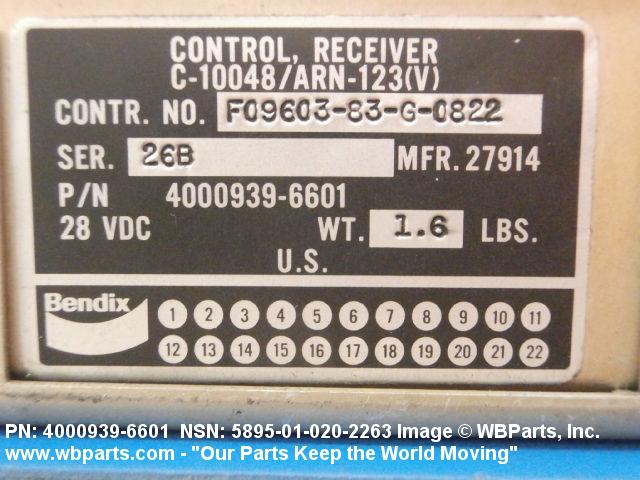 CONTROL, RECEIVER
C-10048/ARN-123(V)
CONTR. NO. F09603-83-G-0822
SER. 26B MFR. 27914
P/N 4000939-6601
28 VDC WT. 1.6 LBS.
U.S.
Bendix
1 2 3 4 5 6 7 8 9 10 11
12 13 14 15 16 17 18 19 20 21 22
PN: 4000939-6601 NSN: 5895-01-020-2263 Image © WBParts, Inc.
www.wbparts.com - "Our Parts Keep the World Moving"